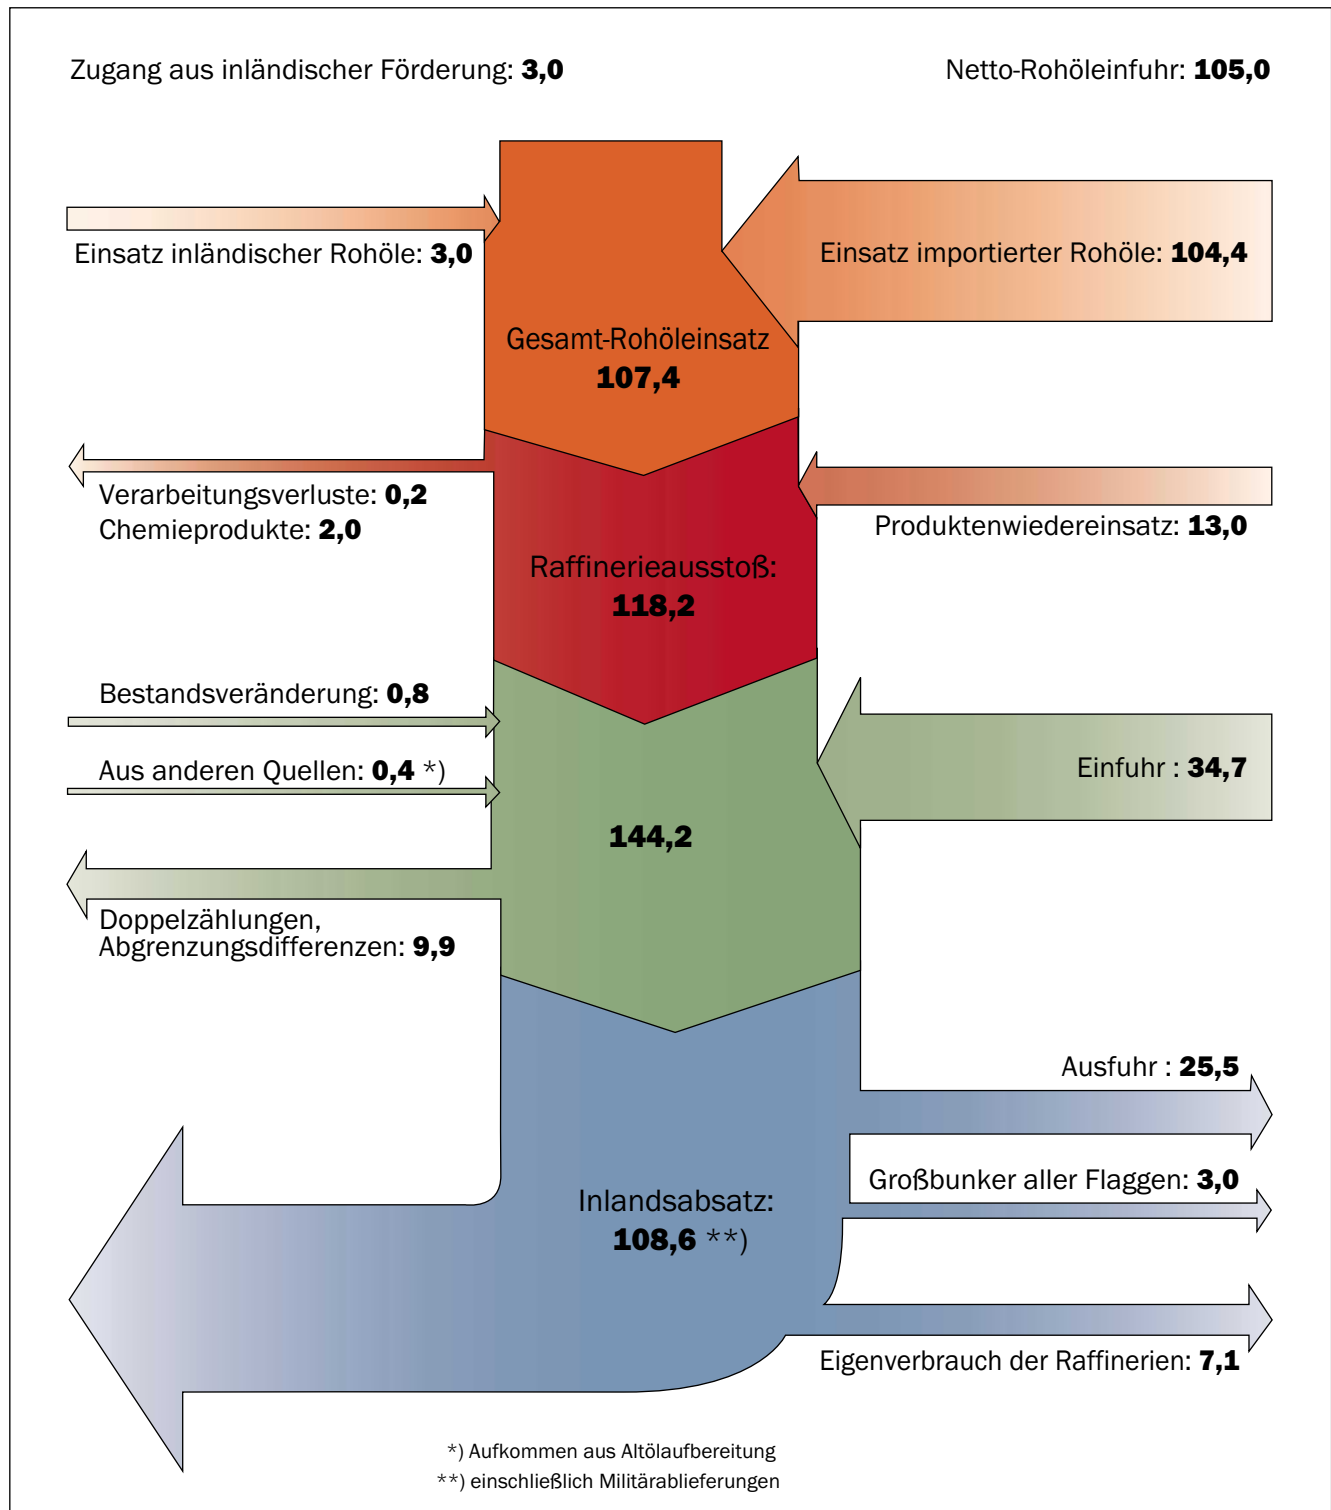 Zugang aus inländischer Förderung: 3,0
Netto-Rohöleinfuhr: 105,0
Einsatz inländischer Rohöle: 3,0
Einsatz importierter Rohöle: 104,4
Gesamt-Rohöleinsatz
107,4
Verarbeitungsverluste: 0,2
Chemieprodukte: 2,0
Produktenwiedereinsatz: 13,0
Raffinerieausstoß:
118,2
Bestandsveränderung: 0,8
Aus anderen Quellen: 0,4 *)
Einfuhr : 34,7
144,2
Doppelzählungen,
Abgrenzungsdifferenzen: 9,9
Ausfuhr : 25,5
Großbunker aller Flaggen: 3,0
Inlandsabsatz:
108,6 **)
Eigenverbrauch der Raffinerien: 7,1
*) Aufkommen aus Altölaufbereitung
**) einschließlich Militärablieferungen